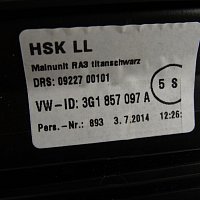 HSK LL
Mainunit RA3 titanschwarz
DRS: 09227 00101
5 S
VW-ID: 3G1 857 097 A
Pers.-Nr.: 893 3.7.2014 12:26: